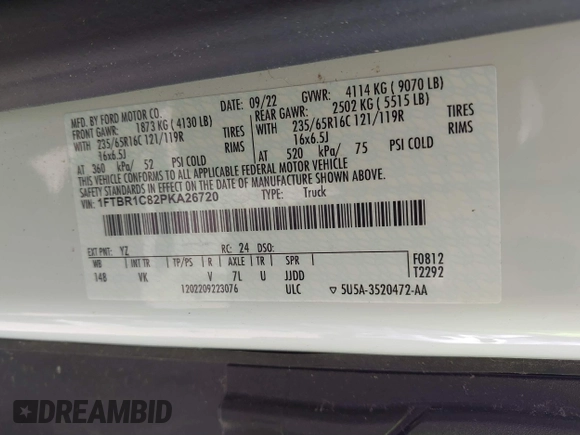 MFD. BY FORD MOTOR CO.
DATE: 09/22 GVWR: 4114 KG ( 9070 LB)
FRONT GAWR: 1873 KG ( 4130 LB) REAR GAWR: 2502 KG ( 5515 LB)
WITH 235/65R16C 121/119R TIRES WITH 235/65R16C 121/119R TIRES
16x6.5J RIMS 16x6.5J RIMS
AT 360 kPa/ 52 PSI COLD AT 520 kPa/ 75 PSI COLD
THIS VEHICLE CONFORMS TO ALL APPLICABLE FEDERAL MOTOR VEHICLE
SAFETY STANDARDS IN EFFECT ON THE DATE OF MANUFACTURE SHOWN ABOVE.
VIN: 1FTBR1C82PKA26720 TYPE: Truck
EXT PNT: YZ RC: 24 DSO: F0812
WB INT TR TP/PS R AXLE TR SPR T2292
148 VK V 7L U JJDD
1202209223076 ULC ▽ 5U5A-3520472-AA
DREAMBID